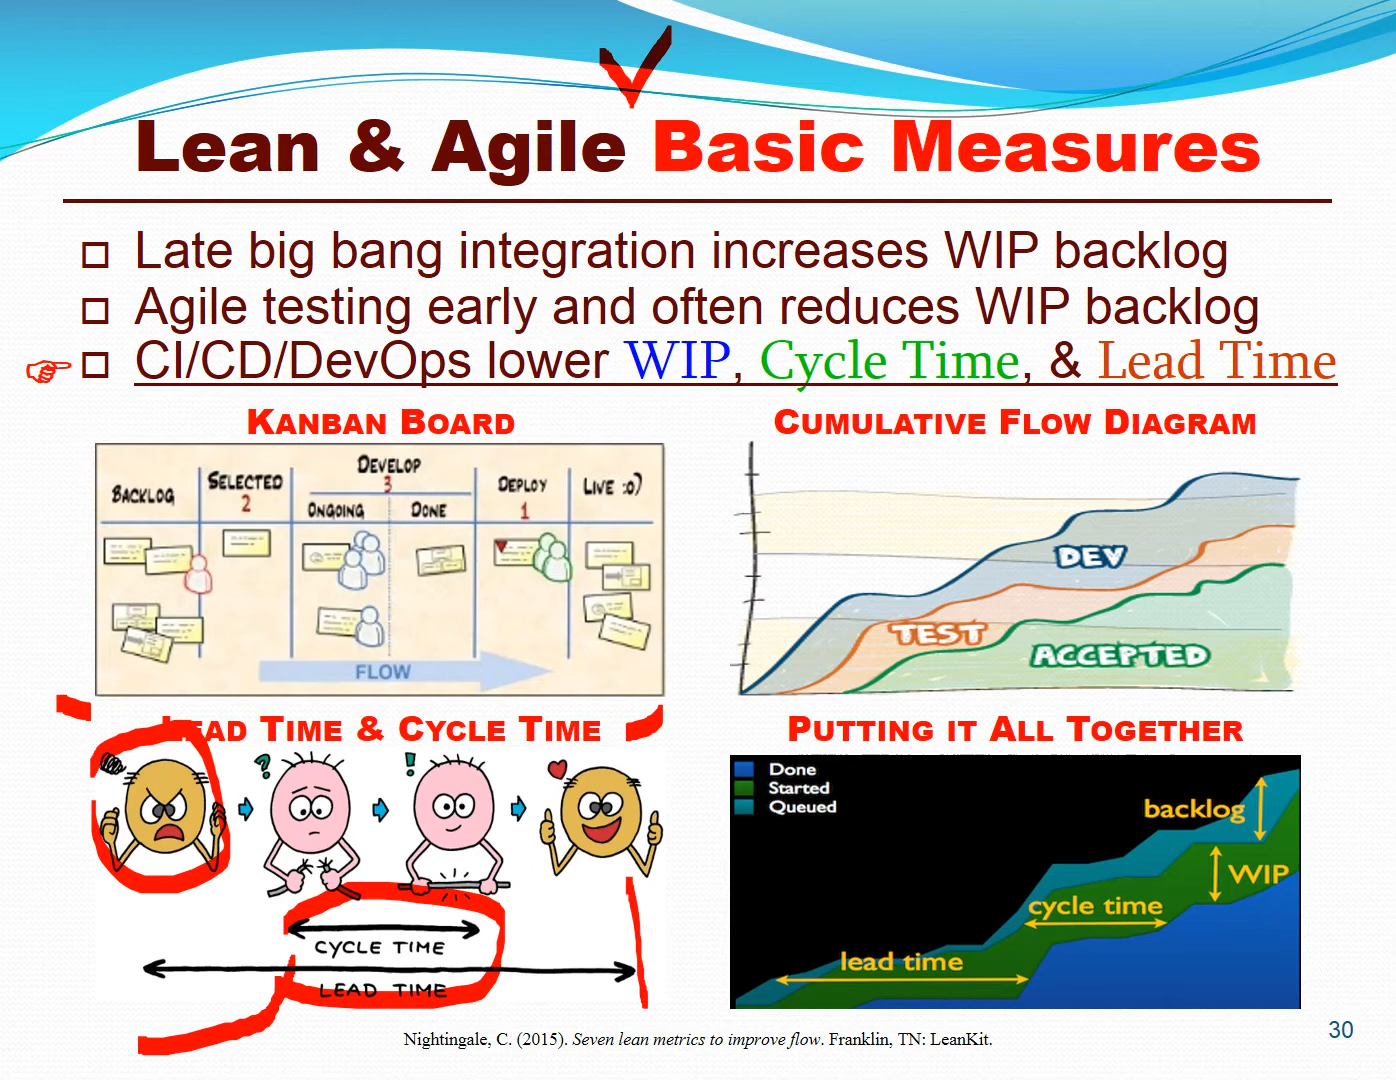 Lean & Agile Basic Measures
Late big bang integration increases WIP backlog
Agile testing early and often reduces WIP backlog
CI/CD/DevOps lower WIP, Cycle Time, & Lead Time
KANBAN BOARD
BACKLOG
SELECTED
2
DEVELOP
3
ONGOING
DONE
DEPLOY
1
LIVE :o)
FLOW
CUMULATIVE FLOW DIAGRAM
DEV
TEST
ACCEPTED
LEAD TIME & CYCLE TIME
?
!
CYCLE TIME
LEAD TIME
PUTTING IT ALL TOGETHER
Done
Started
Queued
backlog
WIP
cycle time
lead time
Nightingale, C. (2015). Seven lean metrics to improve flow. Franklin, TN: LeanKit.
30